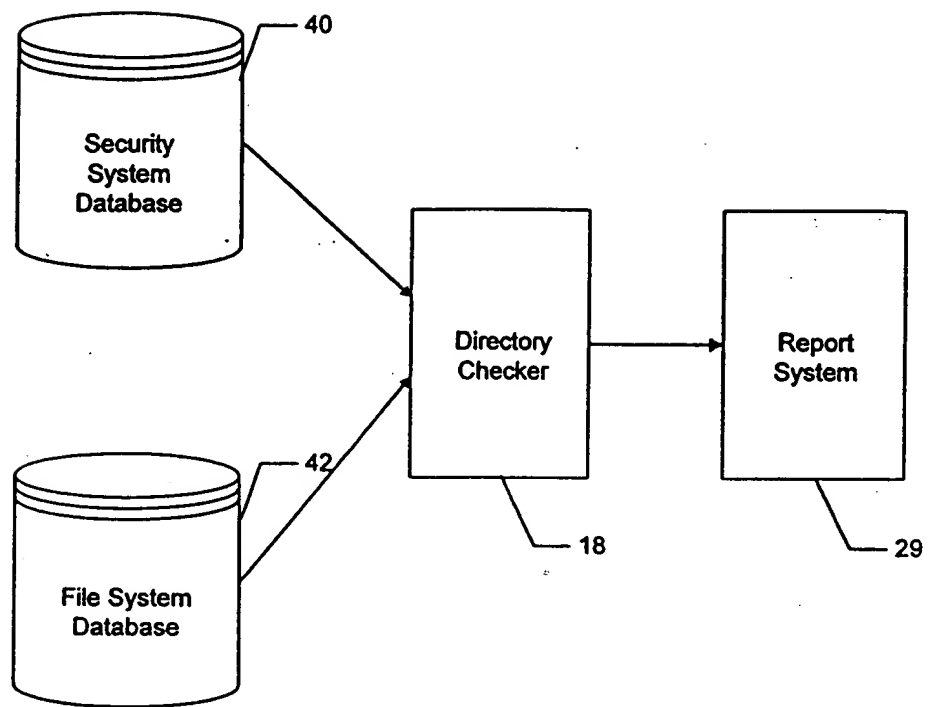 40
Security
System
Database
Directory
Checker
Report
System
42
18
29
File System
Database